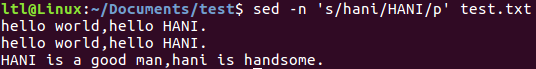 ltl@Linux:~/Documents/test$ sed -n 's/hani/HANI/p' test.txt
hello world,hello HANI.
hello world,hello HANI.
HANI is a good man,hani is handsome.